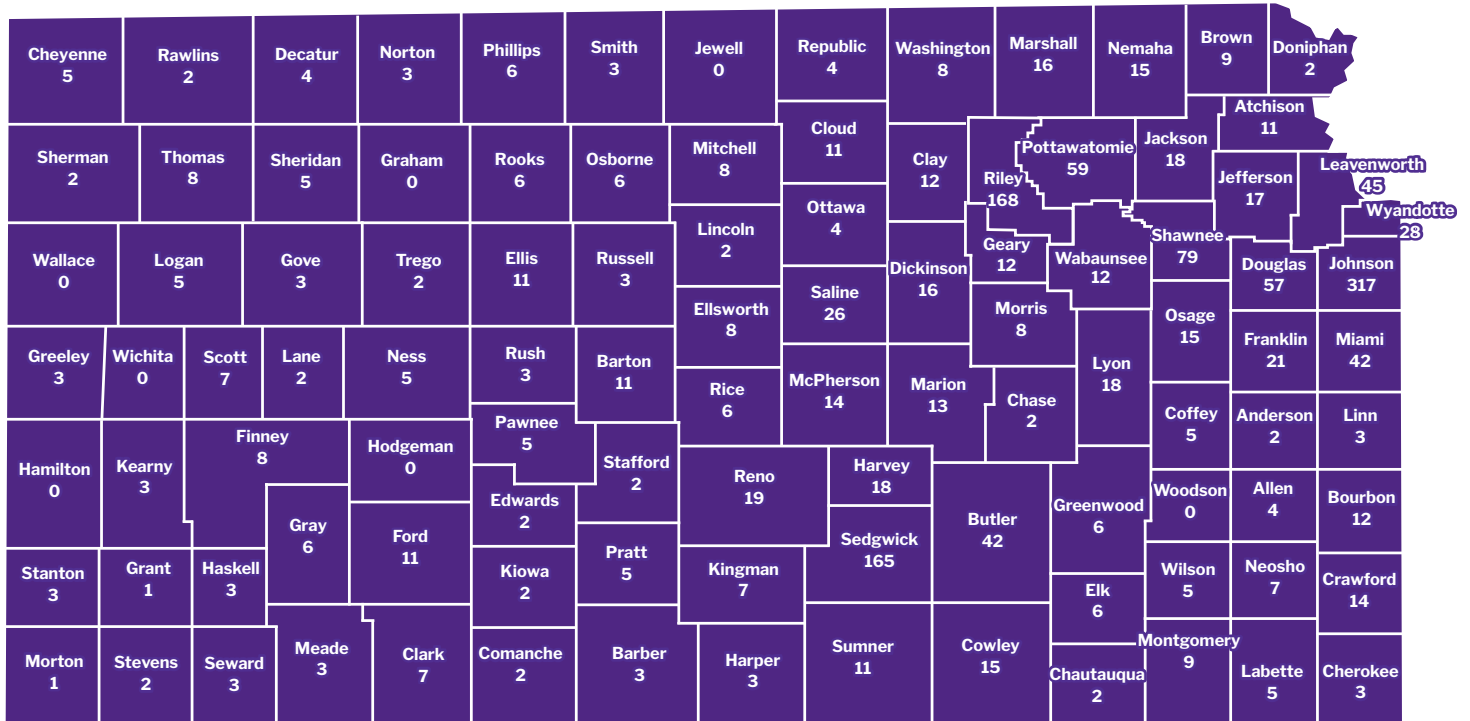 Cheyenne
5
Rawlins
2
Decatur
4
Norton
3
Phillips
6
Smith
3
Jewell
0
Republic
4
Washington
8
Marshall
16
Nemaha
15
Brown
9
Doniphan
2
Sherman
2
Thomas
8
Sheridan
5
Graham
0
Rooks
6
Osborne
6
Mitchell
8
Cloud
11
Clay
12
Riley
168
Pottawatomie
59
Jackson
18
Atchison
11
Jefferson
17
Leavenworth
45
Wyandotte
28
Wallace
0
Logan
5
Gove
3
Trego
2
Ellis
11
Russell
3
Lincoln
2
Ottawa
4
Dickinson
16
Geary
12
Wabaunsee
12
Shawnee
79
Douglas
57
Johnson
317
Ellsworth
8
Saline
26
Morris
8
Osage
15
Franklin
21
Miami
42
Greeley
3
Wichita
0
Scott
7
Lane
2
Ness
5
Rush
3
Barton
11
Rice
6
McPherson
14
Marion
13
Chase
2
Lyon
18
Coffey
5
Anderson
2
Linn
3
Hamilton
0
Kearny
3
Finney
8
Hodgeman
0
Pawnee
5
Stafford
2
Reno
19
Harvey
18
Butler
42
Greenwood
6
Woodson
0
Allen
4
Bourbon
12
Gray
6
Ford
11
Edwards
2
Pratt
5
Kingman
7
Sedgwick
165
Stanton
3
Grant
1
Haskell
3
Kiowa
2
Elk
6
Wilson
5
Neosho
7
Crawford
14
Morton
1
Stevens
2
Seward
3
Meade
3
Clark
7
Comanche
2
Barber
3
Harper
3
Sumner
11
Cowley
15
Chautauqua
2
Montgomery
9
Labette
5
Cherokee
3